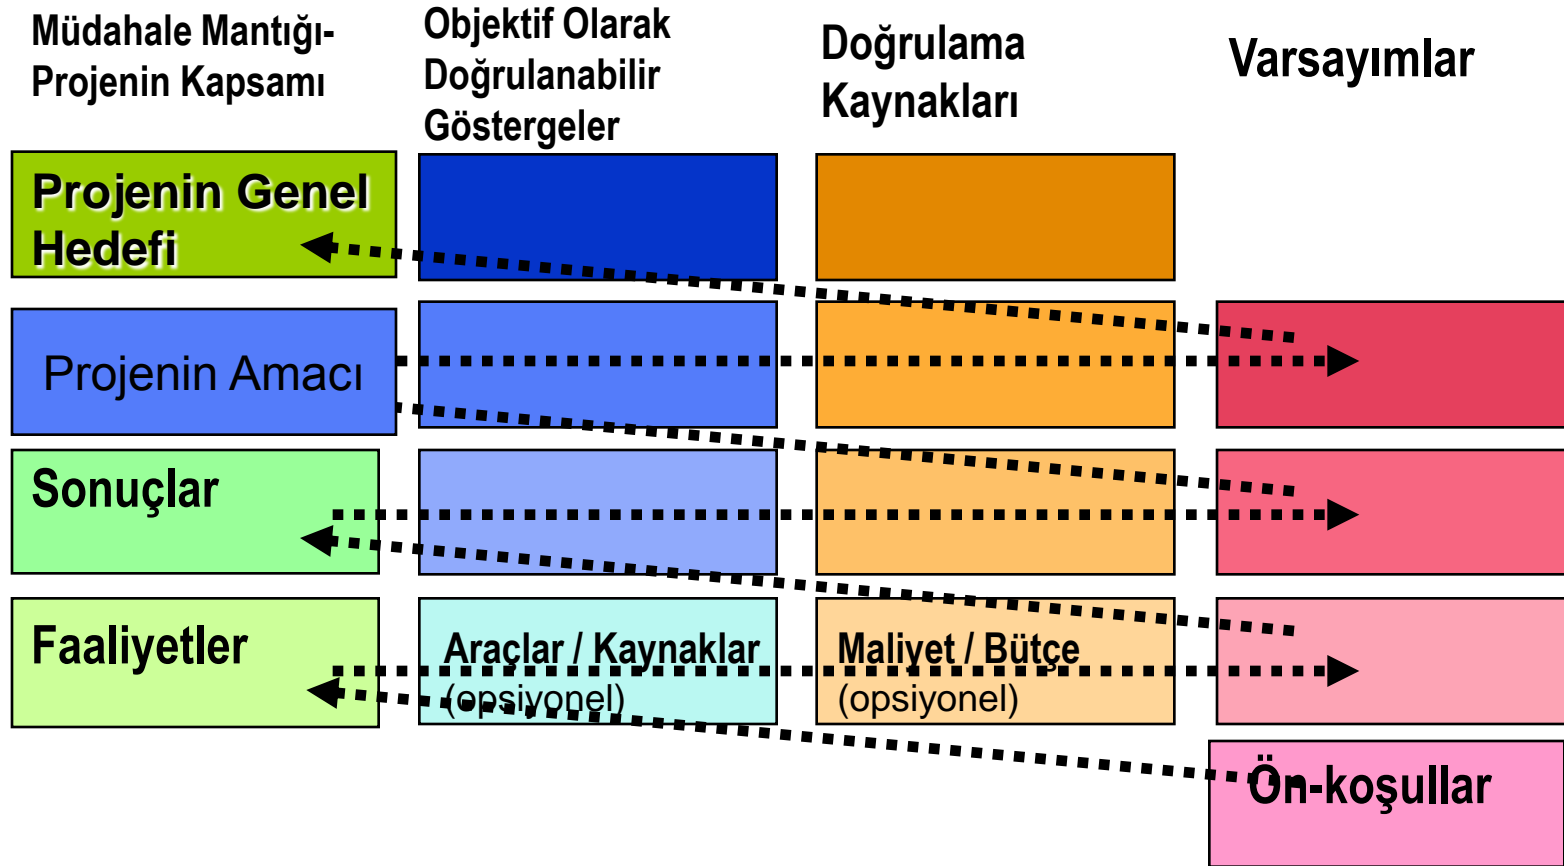 Müdahale Mantığı-
Projenin Kapsamı
Objektif Olarak
Doğrulanabilir
Göstergeler
Doğrulama
Kaynakları
Varsayımlar
Projenin Genel
Hedefi
Projenin Amacı
Sonuçlar
Faaliyetler
Araçlar / Kaynaklar
(opsiyonel)
Maliyet / Bütçe
(opsiyonel)
Ön-koşullar